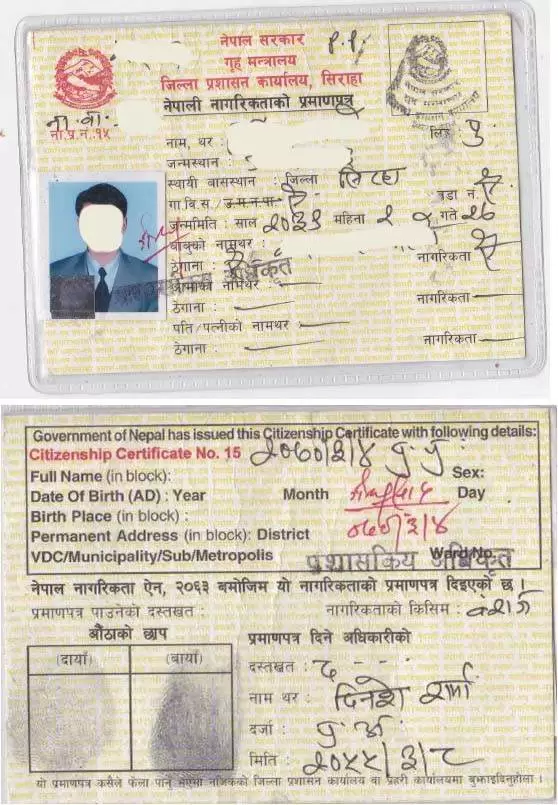 नेपाल सरकार
गृह मन्त्रालय
जिल्ला प्रशासन कार्यालय, सिराहा
नेपाली नागरिकताको प्रमाणपत्र
ना.प्र.नं. १५
लिङ्ग : पु
नाम, थर :
जन्मस्थान :
स्थायी बासस्थान : जिल्ला सिराहा
गा.वि.स./उ.म.न.पा. वडा नं.
जन्ममिति : साल २०३३ महिना २ गते २६
बाबुको नामथर :
ठेगाना : नागरिकता
आमाको नामथर :
ठेगाना : नागरिकता
पति/पत्नीको नामथर :
ठेगाना : नागरिकता
Government of Nepal has issued this Citizenship Certificate with following details:
Citizenship Certificate No. 15 २०७०/३/४
Full Name (in block): Sex:
Date Of Birth (AD) : Year Month Day
Birth Place (in block) :
Permanent Address (in block): District
VDC/Municipality/Sub/Metropolis Ward No.
प्रशासकिय अधिकृत
नेपाल नागरिकता ऐन, २०६३ बमोजिम यो नागरिकताको प्रमाणपत्र दिइएको छ ।
प्रमाणपत्र पाउनेको दस्तखत : नागरिकताको किसिम : वंशज
औंठाको छाप प्रमाणपत्र दिने अधिकारीको
(दायाँ) (बायाँ) दस्तखत : द - - -
नाम थर : दिनेश शर्मा
दर्जा : प्र. अ.
मिति : २०५५/३/८
यो प्रमाणपत्र कसैले फेला पारे नजिकको जिल्ला प्रशासन कार्यालय वा प्रहरी कार्यालयमा बुझाइदिनुहोला ।